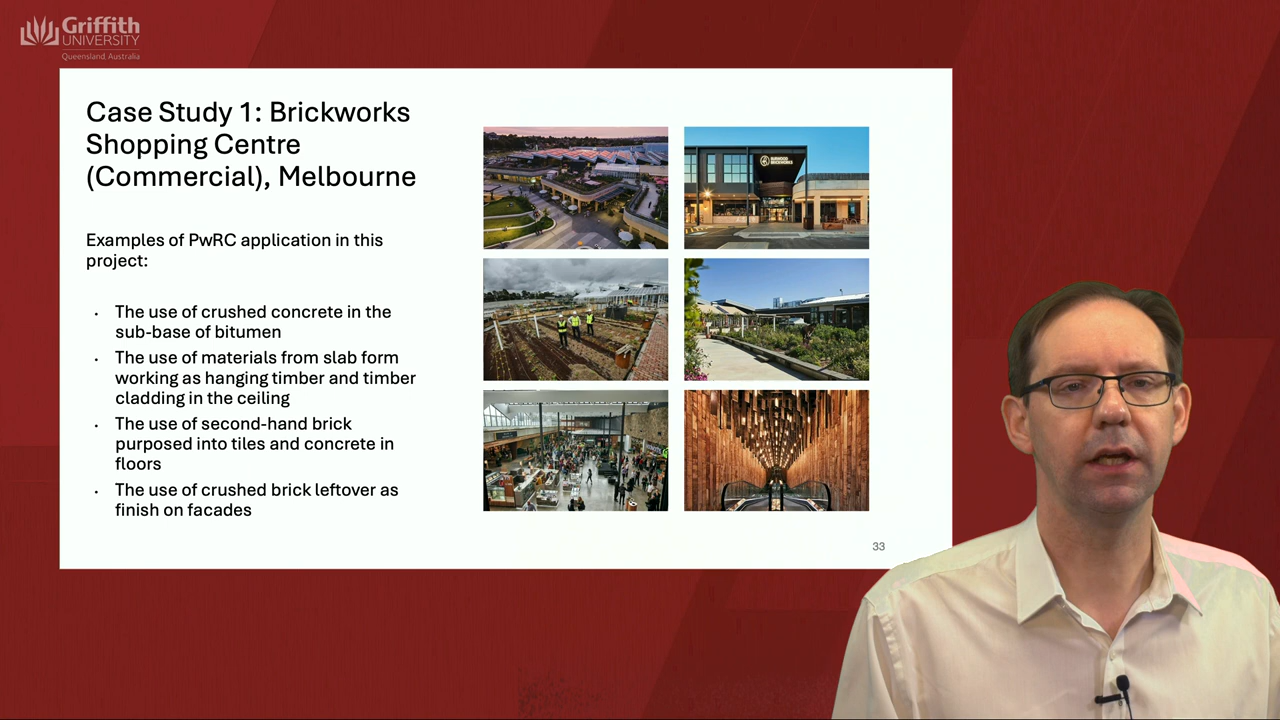 Griffith
UNIVERSITY
Queensland, Australia
Case Study 1: Brickworks
Shopping Centre
(Commercial), Melbourne
Examples of PwRC application in this
project:
· The use of crushed concrete in the
sub-base of bitumen
· The use of materials from slab form
working as hanging timber and timber
cladding in the ceiling
· The use of second-hand brick
purposed into tiles and concrete in
floors
· The use of crushed brick leftover as
finish on facades
BURWOOD
BRICKWORKS
33